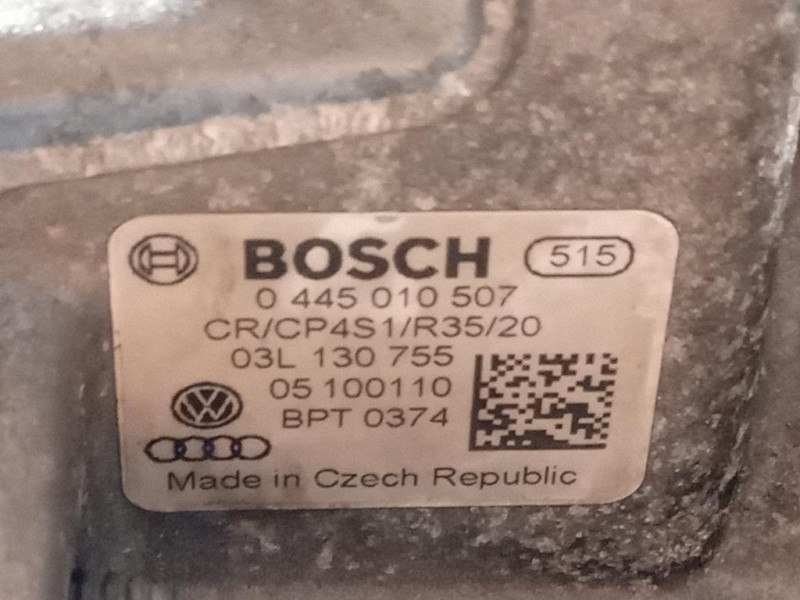 BOSCH 515
0 445 010 507
CR/CP4S1/R35/20
03L 130 755
05 100110
BPT 0374
Made in Czech Republic